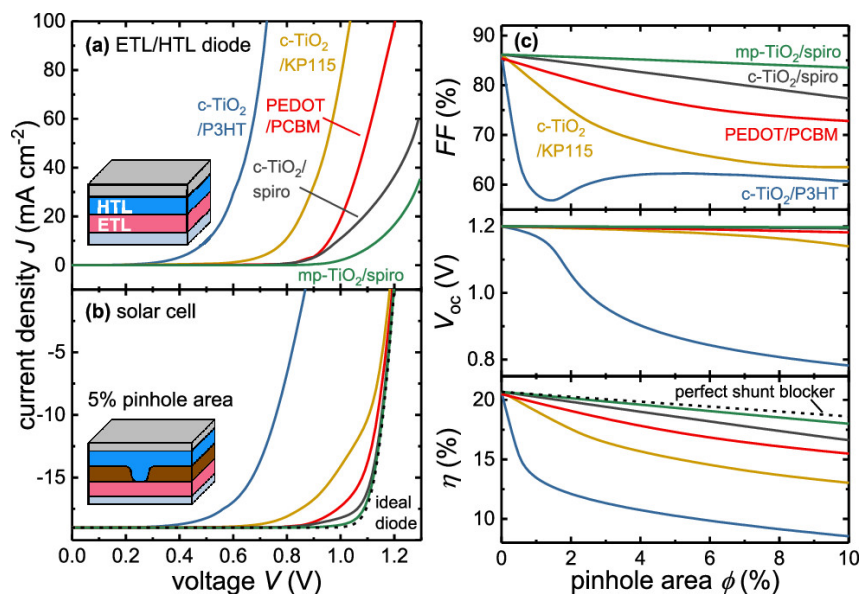 current density J (mA cm⁻²)
100
80
60
40
20
0
(a) ETL/HTL diode
c-TiO₂
/KP115
c-TiO₂
/P3HT
PEDOT
/PCBM
c-TiO₂/
spiro
mp-TiO₂/spiro
HTL
ETL
(b) solar cell
-5
-10
-15
5% pinhole area
ideal
diode
0.0 0.2 0.4 0.6 0.8 1.0 1.2
voltage V (V)
(c)
FF (%)
90
80
70
60
mp-TiO₂/spiro
c-TiO₂/spiro
c-TiO₂
/KP115
PEDOT/PCBM
c-TiO₂/P3HT
Voc (V)
1.2
1.0
0.8
η (%)
20
15
10
perfect shunt blocker
0 2 4 6 8 10
pinhole area ϕ (%)